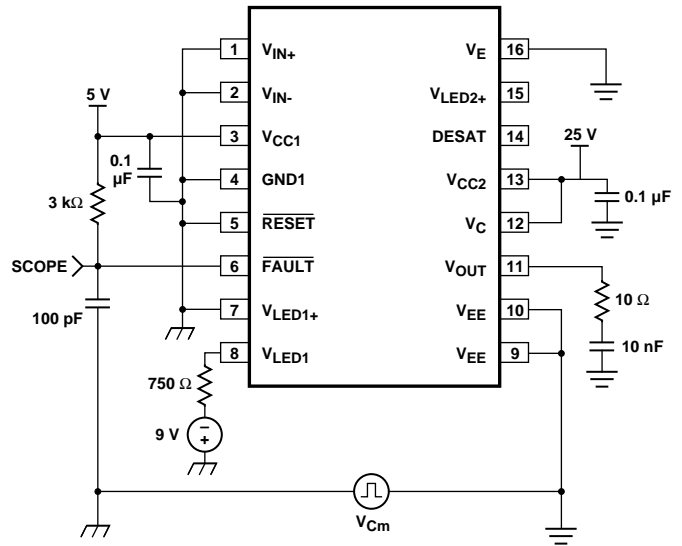 1 V_IN+
2 V_IN-
3 V_CC1
4 GND1
5 RESET
6 FAULT
7 V_LED1+
8 V_LED1
V_E 16
V_LED2+ 15
DESAT 14
V_CC2 13
V_C 12
V_OUT 11
V_EE 10
V_EE 9
5 V
0.1
µF
3 kΩ
SCOPE
100 pF
750 Ω
9 V
− +
25 V
0.1 µF
10 Ω
10 nF
V_Cm